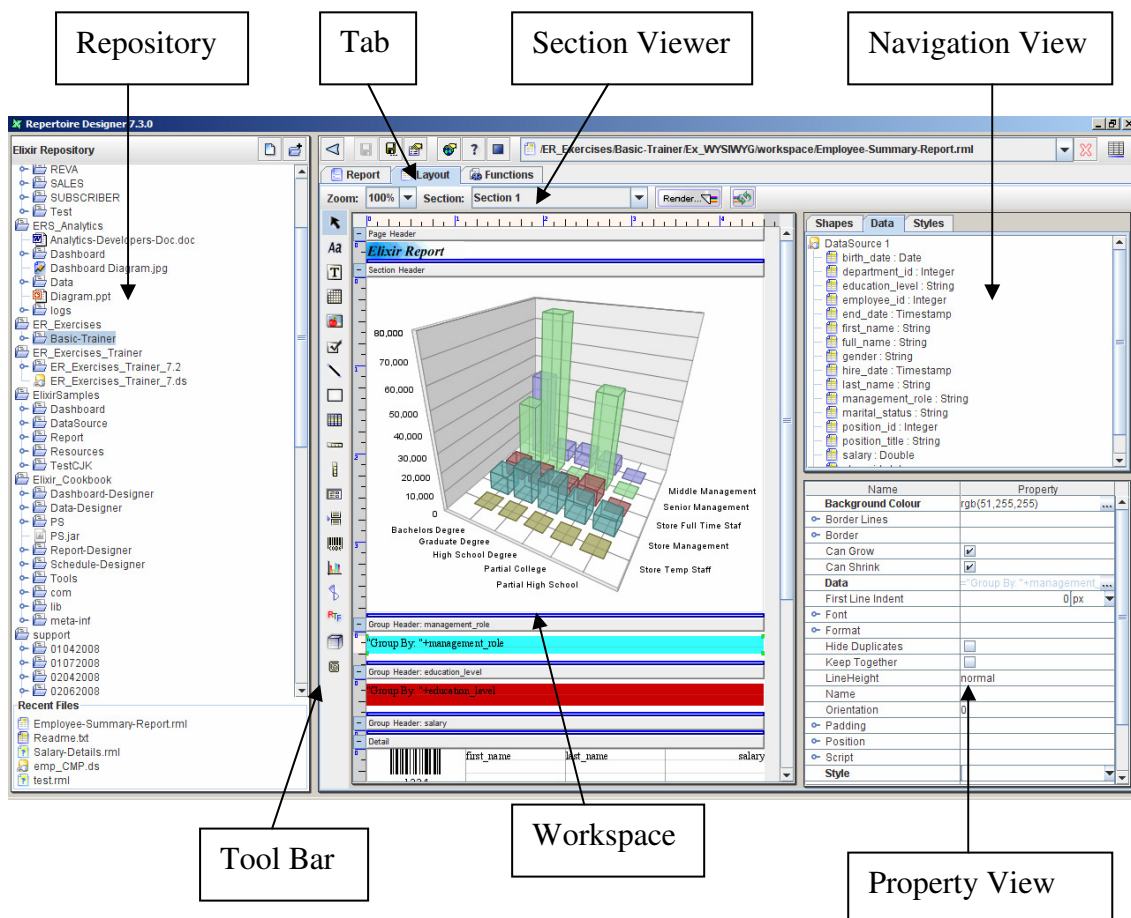 Repository
Tab
Section Viewer
Navigation View
Repertoire Designer 7.3.0
Elixir Repository
REVA
SALES
SUBSCRIBER
Test
ERS_Analytics
Analytics-Developers-Doc.doc
Dashboard
Dashboard Diagram.jpg
Data
Diagram.ppt
logs
ER_Exercises
Basic-Trainer
ER_Exercises_Trainer
ER_Exercises_Trainer_7.2
ER_Exercises_Trainer_7.ds
ElixirSamples
Dashboard
DataSource
Report
Resources
TestCJK
Elixir_Cookbook
Dashboard-Designer
Data-Designer
PS
PS.jar
Report-Designer
Schedule-Designer
Tools
com
lib
meta-inf
support
01042008
01072008
02042008
02062008
Recent Files
Employee-Summary-Report.rml
Readme.txt
Salary-Details.rml
emp_CMP.ds
test.rml
/ER_Exercises/Basic-Trainer/Ex_WYSIWYG/workspace/Employee-Summary-Report.rml
Report Layout Functions
Zoom: 100% Section: Section 1 Render...
0 1 2 3 4
Page Header
Elixir Report
Section Header
80,000
70,000
60,000
50,000
40,000
30,000
20,000
10,000
0
Middle Management
Senior Management
Store Full Time Staf
Store Management
Store Temp Staff
Bachelors Degree
Graduate Degree
High School Degree
Partial College
Partial High School
Group Header: management_role
"Group By: "+management_role
Group Header: education_level
"Group By: "+education_level
Group Header: salary
Detail
first_name last_name salary
Shapes Data Styles
DataSource 1
birth_date : Date
department_id : Integer
education_level : String
employee_id : Integer
end_date : Timestamp
first_name : String
full_name : String
gender : String
hire_date : Timestamp
last_name : String
management_role : String
marital_status : String
position_id : Integer
position_title : String
salary : Double
Name Property
Background Colour rgb(51,255,255) ...
Border Lines
Border
Can Grow
Can Shrink
Data ="Group By: "+management_ ...
First Line Indent 0 px
Font
Format
Hide Duplicates
Keep Together
LineHeight normal
Name
Orientation 0
Padding
Position
Script
Style
Tool Bar
Workspace
Property View